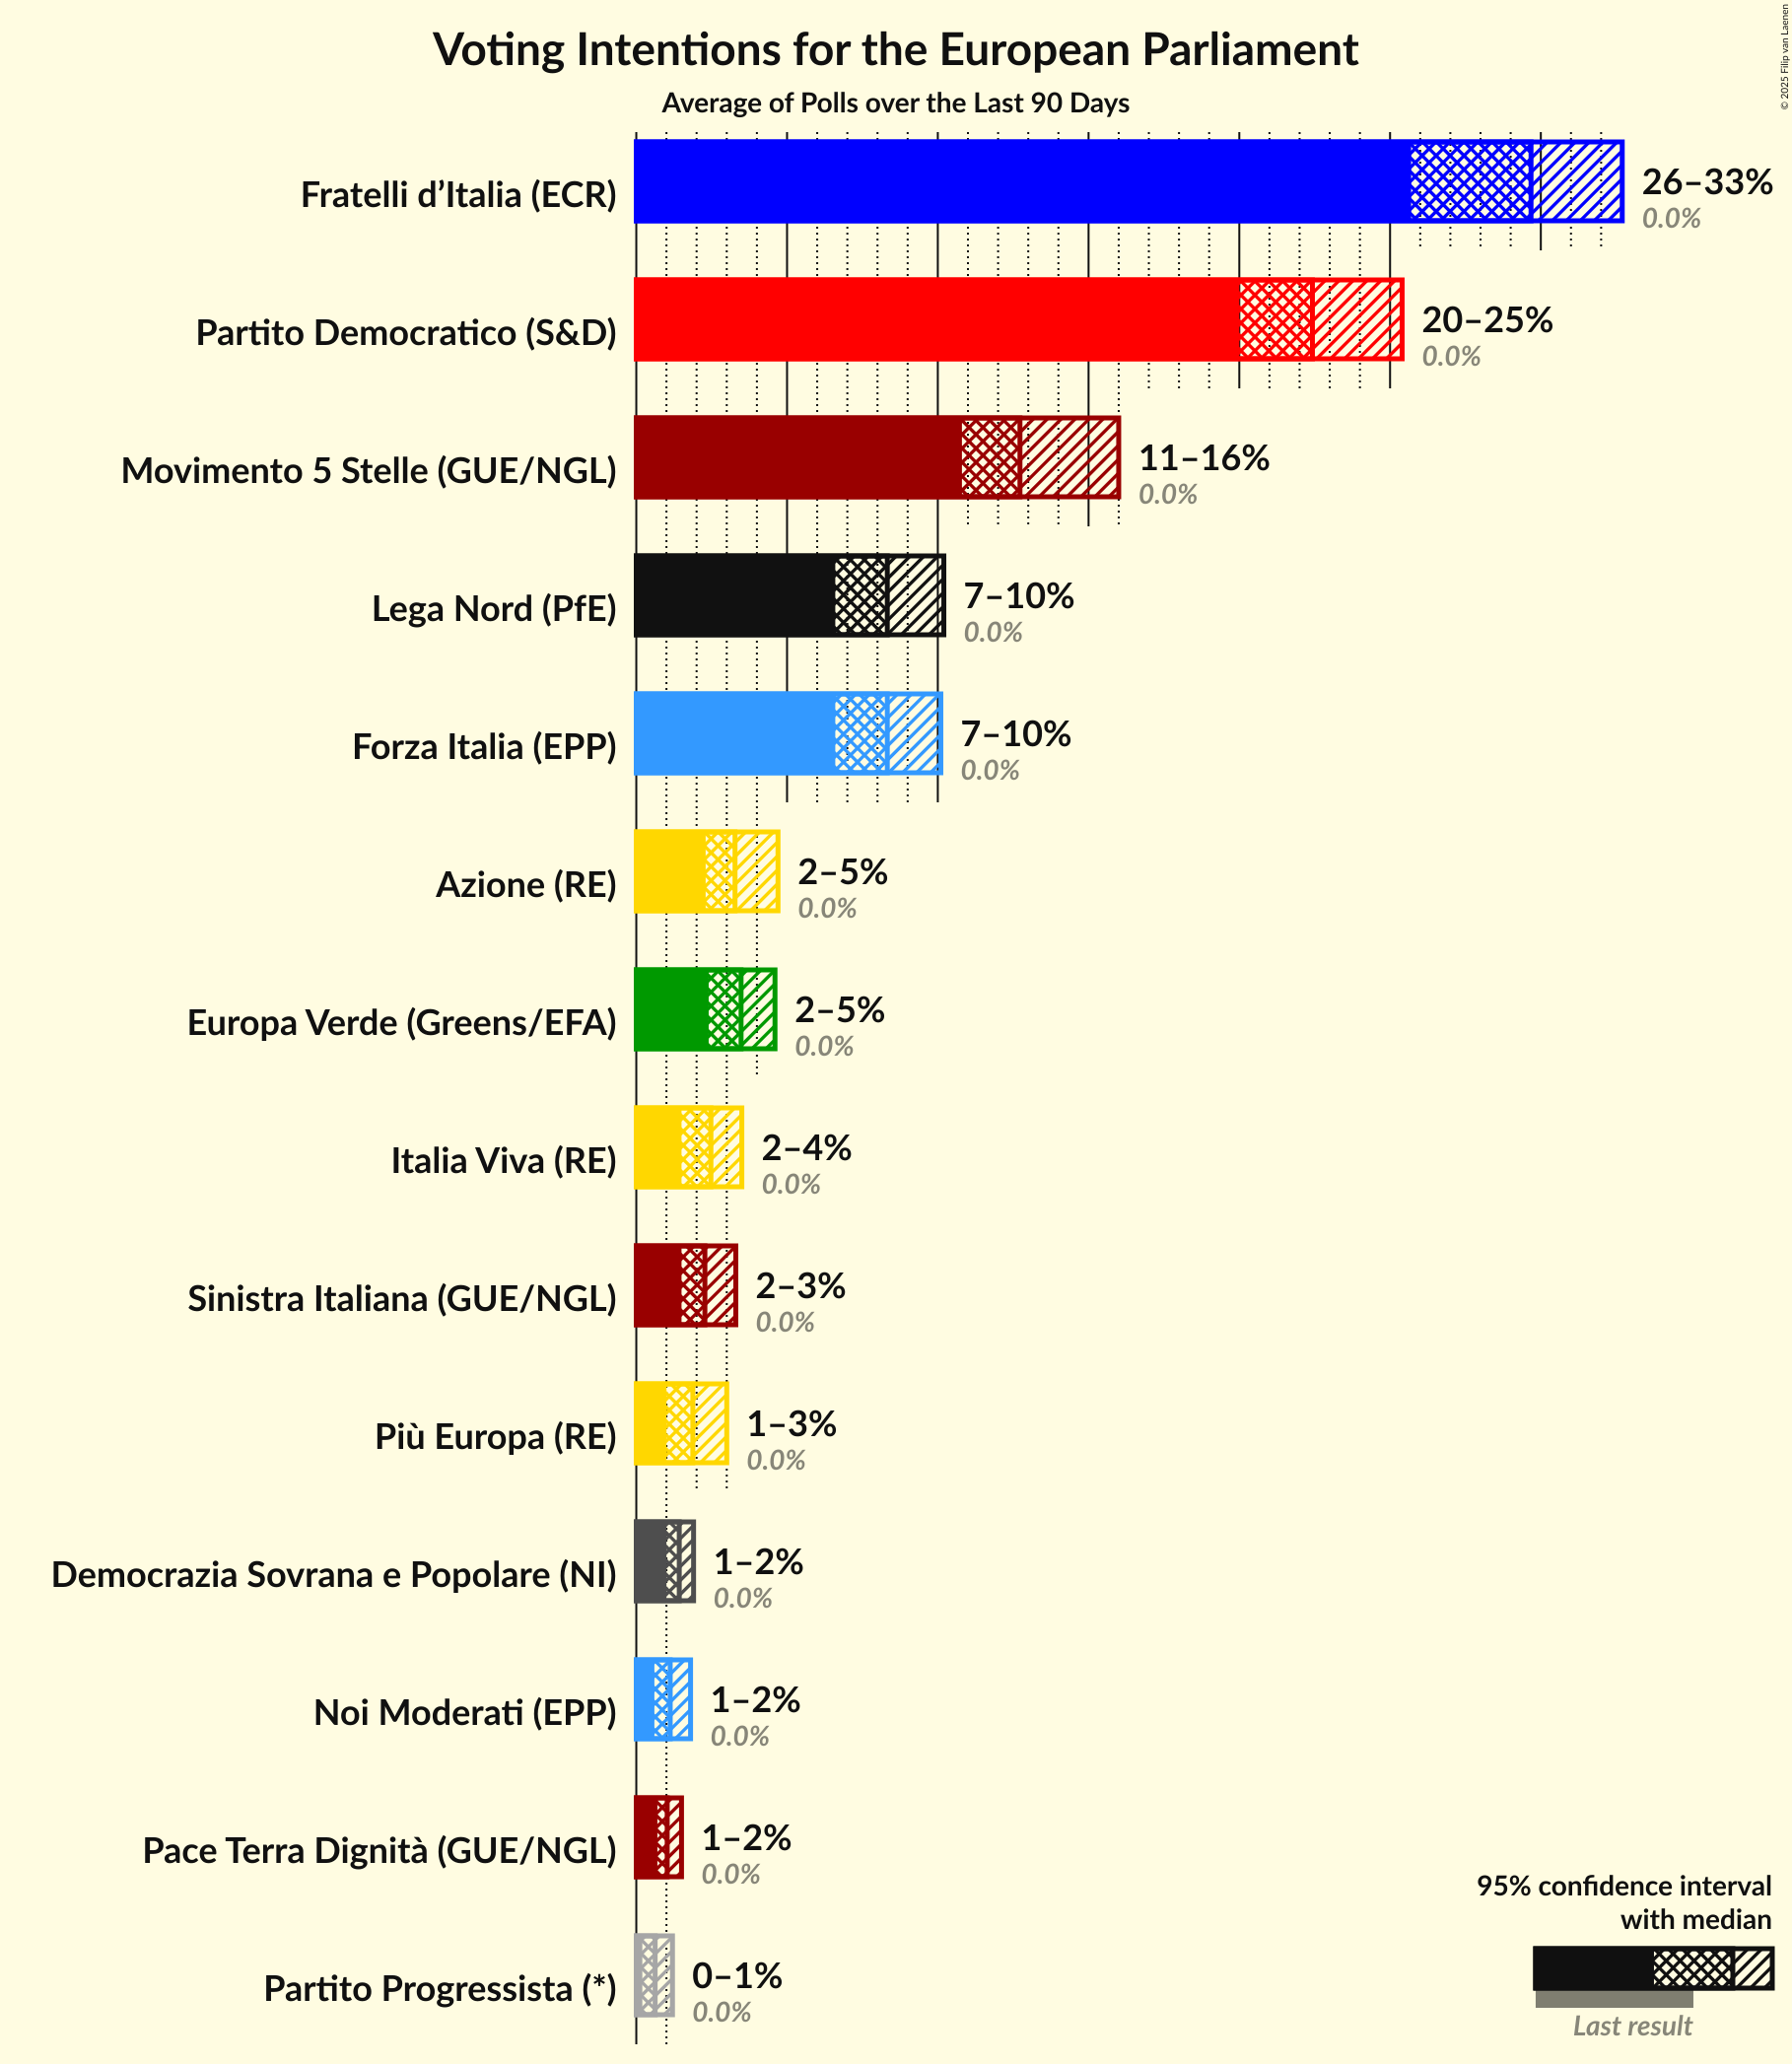 Voting Intentions for the European Parliament
Average of Polls over the Last 90 Days
© 2025 Filip van Laenen
Fratelli d’Italia (ECR)
26–33%
0.0%
Partito Democratico (S&D)
20–25%
0.0%
Movimento 5 Stelle (GUE/NGL)
11–16%
0.0%
Lega Nord (PfE)
7–10%
0.0%
Forza Italia (EPP)
7–10%
0.0%
Azione (RE)
2–5%
0.0%
Europa Verde (Greens/EFA)
2–5%
0.0%
Italia Viva (RE)
2–4%
0.0%
Sinistra Italiana (GUE/NGL)
2–3%
0.0%
Più Europa (RE)
1–3%
0.0%
Democrazia Sovrana e Popolare (NI)
1–2%
0.0%
Noi Moderati (EPP)
1–2%
0.0%
Pace Terra Dignità (GUE/NGL)
1–2%
0.0%
Partito Progressista (*)
0–1%
0.0%
95% confidence interval
with median
Last result